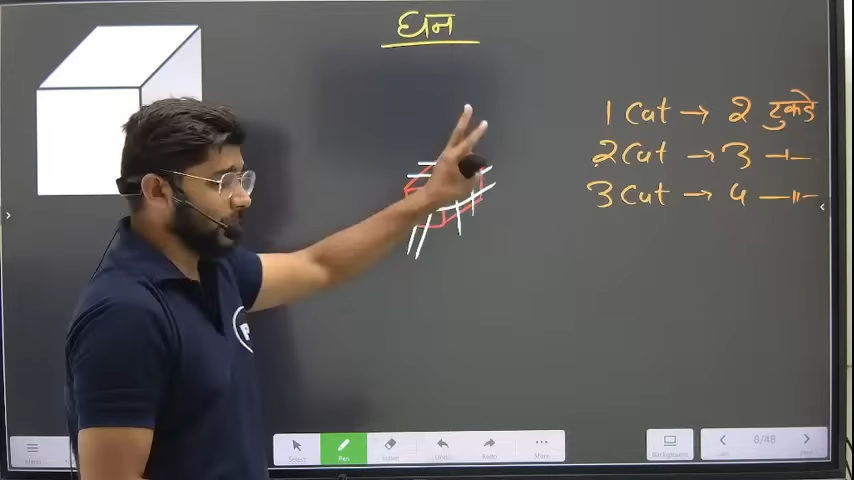 घन
1 Cut → 2 टुकड़े
2 Cut → 3 —〃—
3 Cut → 4 —〃—
Select
Pen
Eraser
Undo
Redo
More
Background
8/48